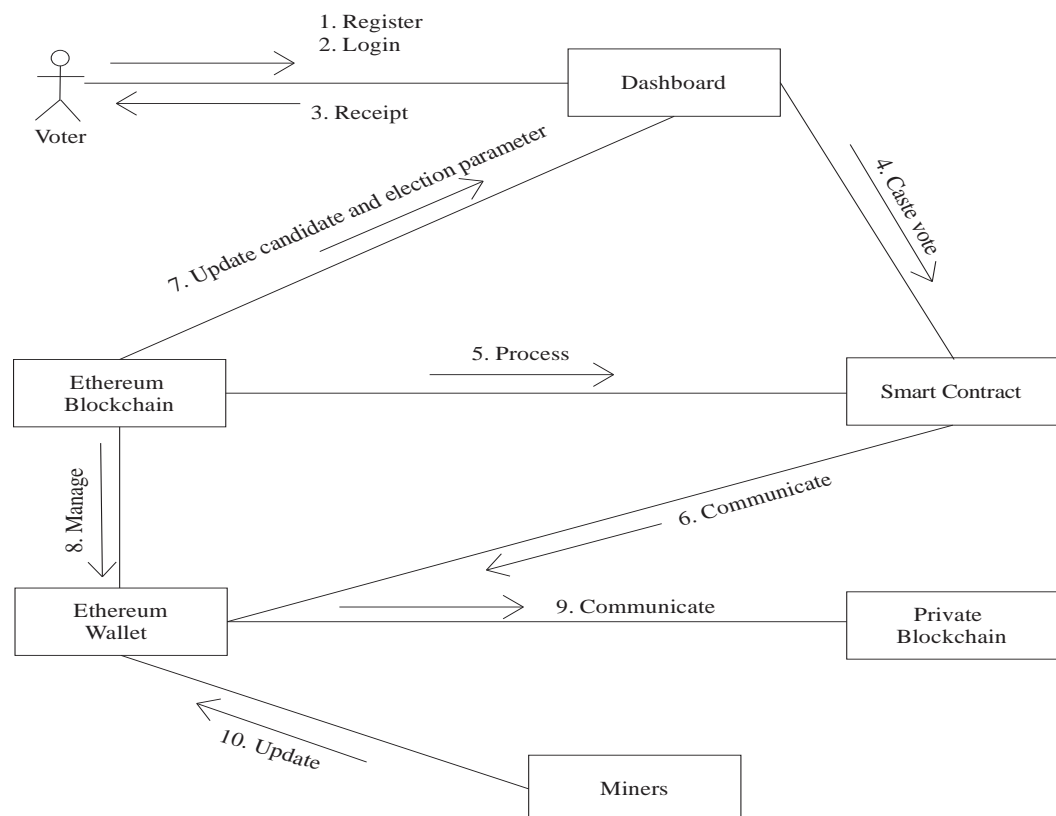 1. Register
2. Login
Dashboard
3. Receipt
Voter
4. Caste vote
7. Update candidate and election parameter
5. Process
Ethereum
Blockchain
Smart Contract
8. Manage
6. Communicate
Ethereum
Wallet
9. Communicate
Private
Blockchain
10. Update
Miners